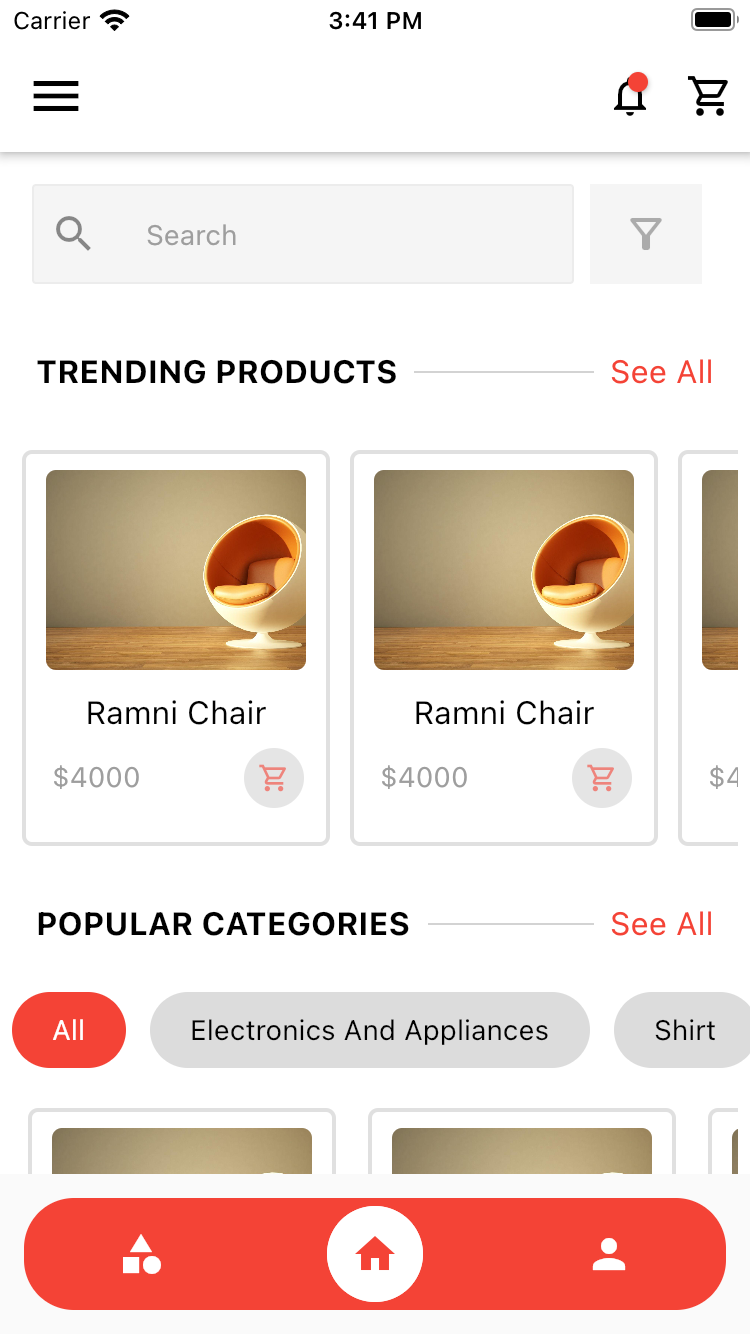 Carrier 3:41 PM
Search
TRENDING PRODUCTS See All
Ramni Chair Ramni Chair
$4000 $4000 $4
POPULAR CATEGORIES See All
All Electronics And Appliances Shirt